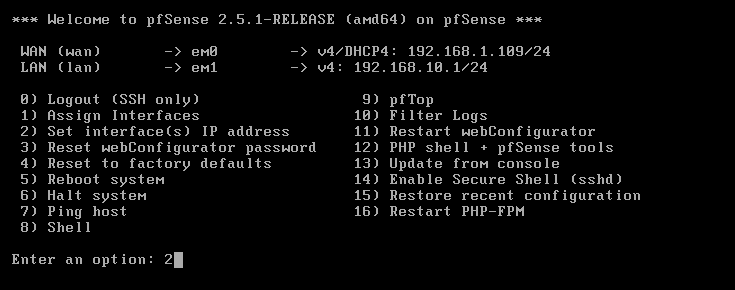 *** Welcome to pfSense 2.5.1-RELEASE (amd64) on pfSense ***
WAN (wan)       -> em0        -> v4/DHCP4: 192.168.1.109/24
LAN (lan)       -> em1        -> v4: 192.168.10.1/24
0) Logout (SSH only)                  9) pfTop
1) Assign Interfaces                 10) Filter Logs
2) Set interface(s) IP address       11) Restart webConfigurator
3) Reset webConfigurator password    12) PHP shell + pfSense tools
4) Reset to factory defaults         13) Update from console
5) Reboot system                     14) Enable Secure Shell (sshd)
6) Halt system                       15) Restore recent configuration
7) Ping host                         16) Restart PHP-FPM
8) Shell
Enter an option: 2